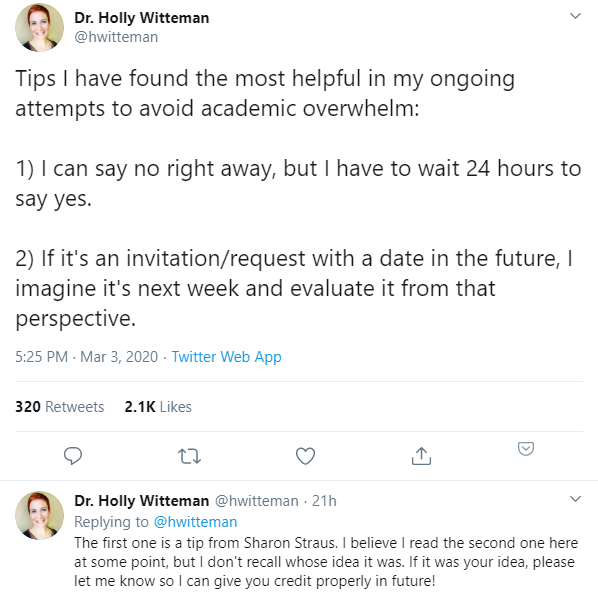 Dr. Holly Witteman
@hwitteman
Tips I have found the most helpful in my ongoing
attempts to avoid academic overwhelm:
1) I can say no right away, but I have to wait 24 hours to
say yes.
2) If it's an invitation/request with a date in the future, I
imagine it's next week and evaluate it from that
perspective.
5:25 PM · Mar 3, 2020 · Twitter Web App
320 Retweets 2.1K Likes
Dr. Holly Witteman @hwitteman · 21h
Replying to @hwitteman
The first one is a tip from Sharon Straus. I believe I read the second one here
at some point, but I don't recall whose idea it was. If it was your idea, please
let me know so I can give you credit properly in future!